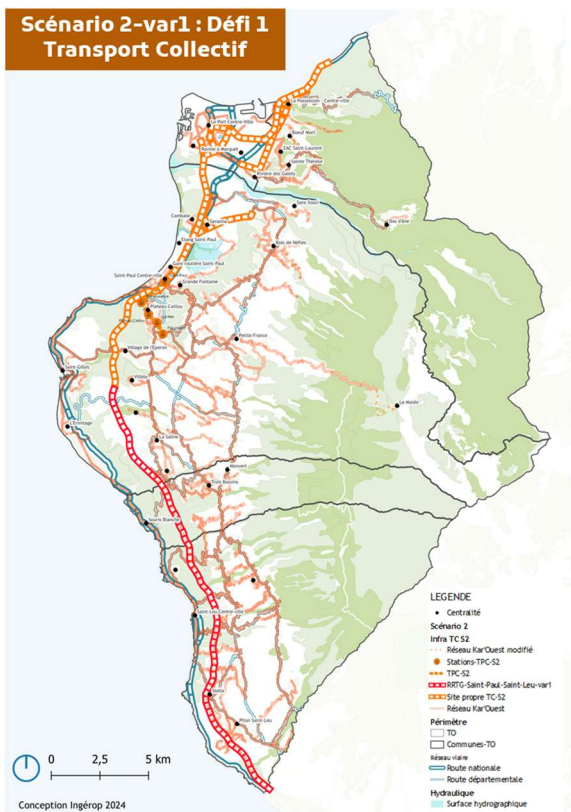 Scénario 2-var1 : Défi 1
Transport Collectif
La Possession - Centre-ville
Le Port Centre-Ville
Bœuf Mort
Rivière à Marquet
ZAC Saint-Laurent
Sainte Thérèse
Rivière des Galets
Sans Souci
Dos d'âne
Cambaie
Savanna
Etang Saint-Paul
Bois de Nèfles
Gare routière Saint-Paul
Saint-Paul Centre-ville
Grande Fontaine
Plateau Caillou
Petite France
Village de l'Eperon
Saint-Gilles
Villèle
Le Maïdo
L'Ermitage
La Saline
Montvert
Trois Bassins
Souris Blanche
Saint-Leu Centre-ville
Stella
Piton Saint-Leu
LEGENDE
Centralité
Scénario 2
Infra TC S2
Réseau Kar'Ouest modifié
Stations-TPC-S2
TPC-S2
RRTG-Saint-Paul-Saint-Leu-var1
Site propre TC-S2
Réseau Kar'Ouest
Périmètre
TO
Communes-TO
Réseau viaire
Route nationale
Route départementale
Hydraulique
Surface hydrographique
0 2,5 5 km
Conception Ingérop 2024